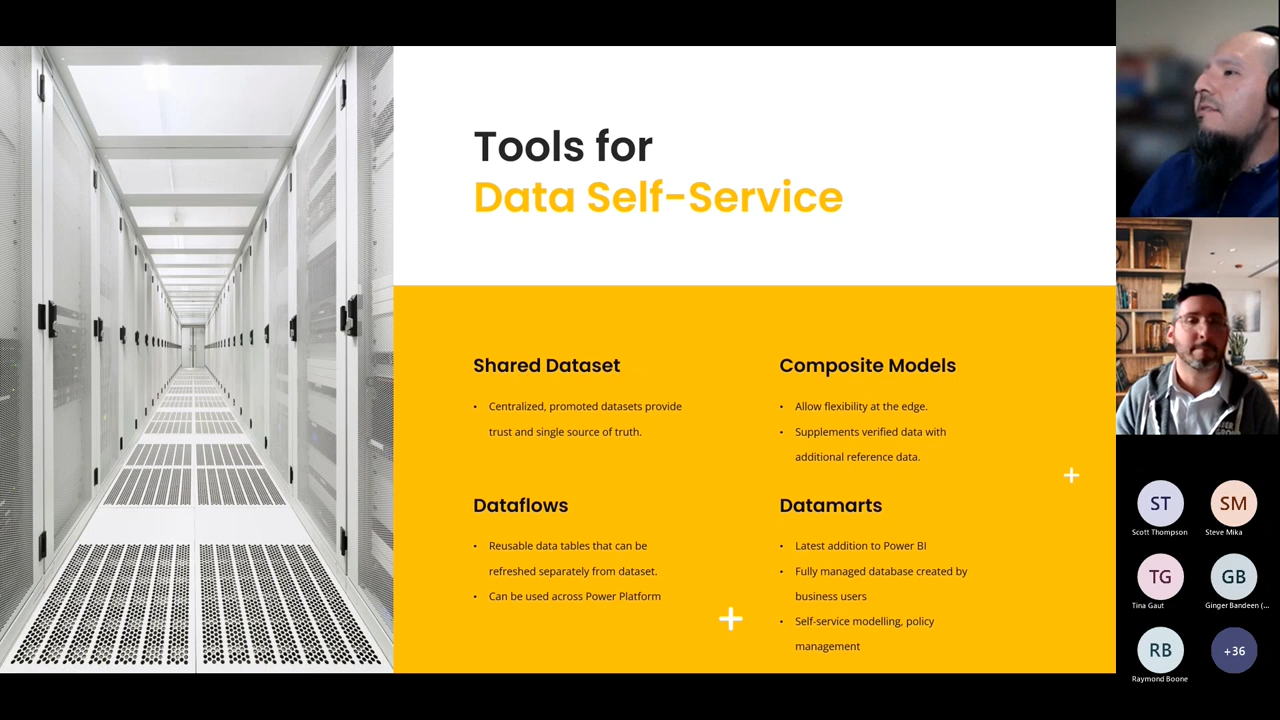 Tools for
Data Self-Service
Shared Dataset
• Centralized, promoted datasets provide
trust and single source of truth.
Composite Models
• Allow flexibility at the edge.
• Supplements verified data with
additional reference data.
Dataflows
• Reusable data tables that can be
refreshed separately from dataset.
• Can be used across Power Platform
Datamarts
• Latest addition to Power BI
• Fully managed database created by
business users
• Self-service modelling, policy
management
ST
Scott Thompson
SM
Steve Mika
TG
Tina Gaut
GB
Ginger Bandeen (...
RB
Raymond Boone
+36